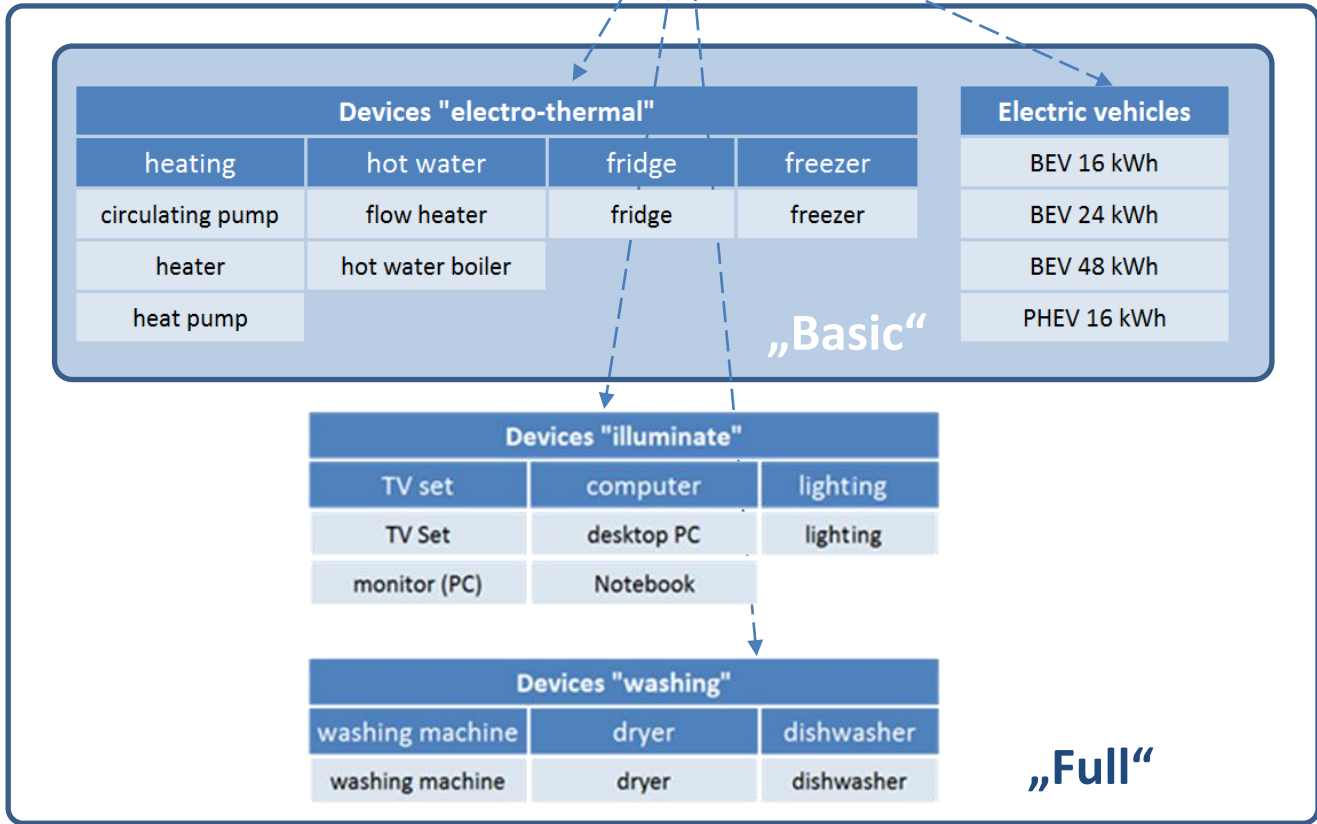 Devices "electro-thermal"
heating hot water fridge freezer
circulating pump flow heater fridge freezer
heater hot water boiler
heat pump
Electric vehicles
BEV 16 kWh
BEV 24 kWh
BEV 48 kWh
PHEV 16 kWh
„Basic“
Devices "illuminate"
TV set computer lighting
TV Set desktop PC lighting
monitor (PC) Notebook
Devices "washing"
washing machine dryer dishwasher
washing machine dryer dishwasher
„Full“